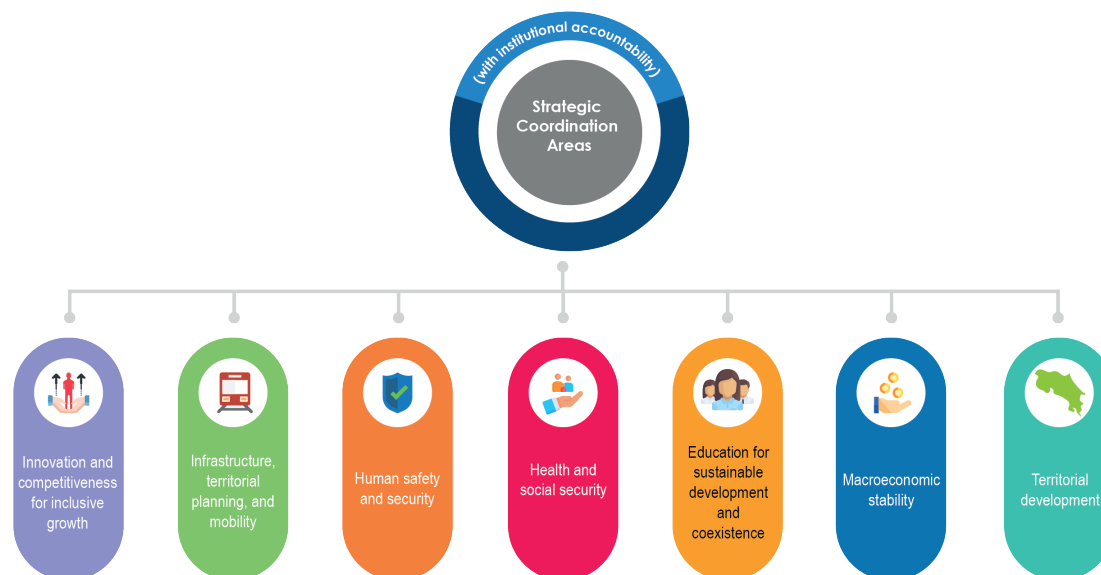 (with institutional accountability)
Strategic
Coordination
Areas
Innovation and
competitiveness
for inclusive
growth
Infrastructure,
territorial
planning, and
mobility
Human safety
and security
Health and
social security
Education for
sustainable
development
and
coexistence
Macroeconomic
stability
Territorial
development